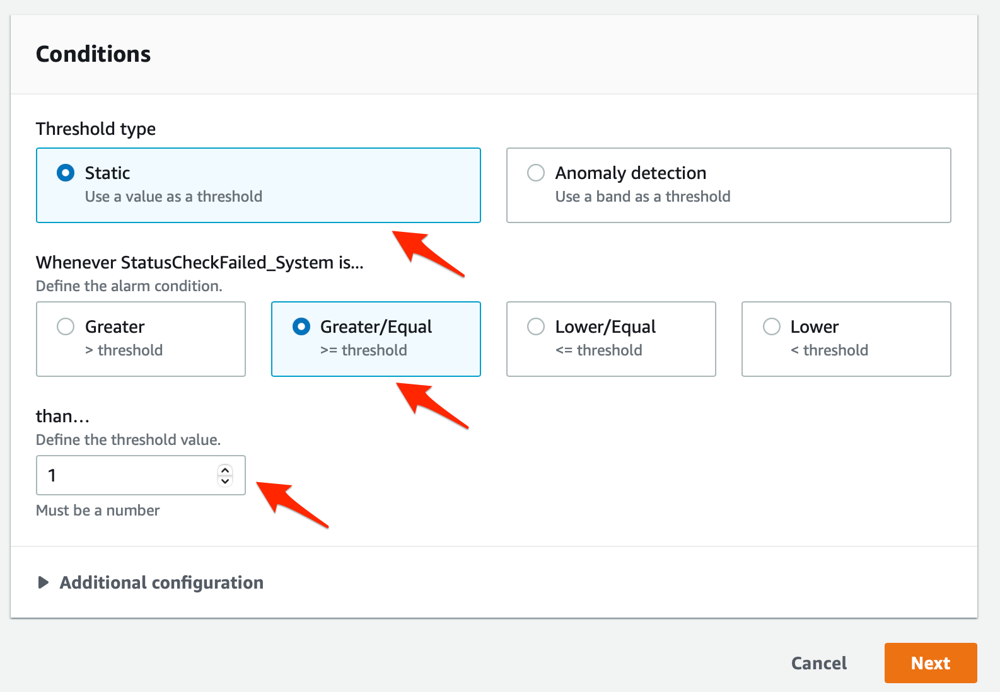 Conditions
Threshold type
Static
Use a value as a threshold
Anomaly detection
Use a band as a threshold
Whenever StatusCheckFailed_System is...
Define the alarm condition.
Greater
> threshold
Greater/Equal
>= threshold
Lower/Equal
<= threshold
Lower
< threshold
than…
Define the threshold value.
1
Must be a number
Additional configuration
Cancel
Next